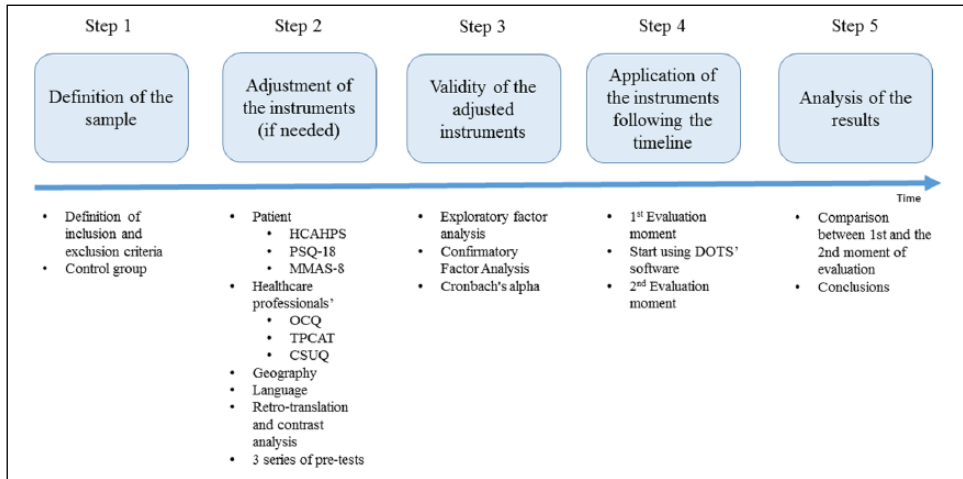 Step 1
Step 2
Step 3
Step 4
Step 5
Definition of the
sample
Adjustment of
the instruments
(if needed)
Validity of the
adjusted
instruments
Application of
the instruments
following the
timeline
Analysis of the
results
Time
• Definition of
inclusion and
exclusion criteria
• Control group
• Patient
• HCAHPS
• PSQ-18
• MMAS-8
• Healthcare
professionals’
• OCQ
• TPCAT
• CSUQ
• Geography
• Language
• Retro-translation
and contrast
analysis
• 3 series of pre-tests
• Exploratory factor
analysis
• Confirmatory
Factor Analysis
• Cronbach's alpha
• 1st Evaluation
moment
• Start using DOTS’
software
• 2nd Evaluation
moment
• Comparison
between 1st and the
2nd moment of
evaluation
• Conclusions